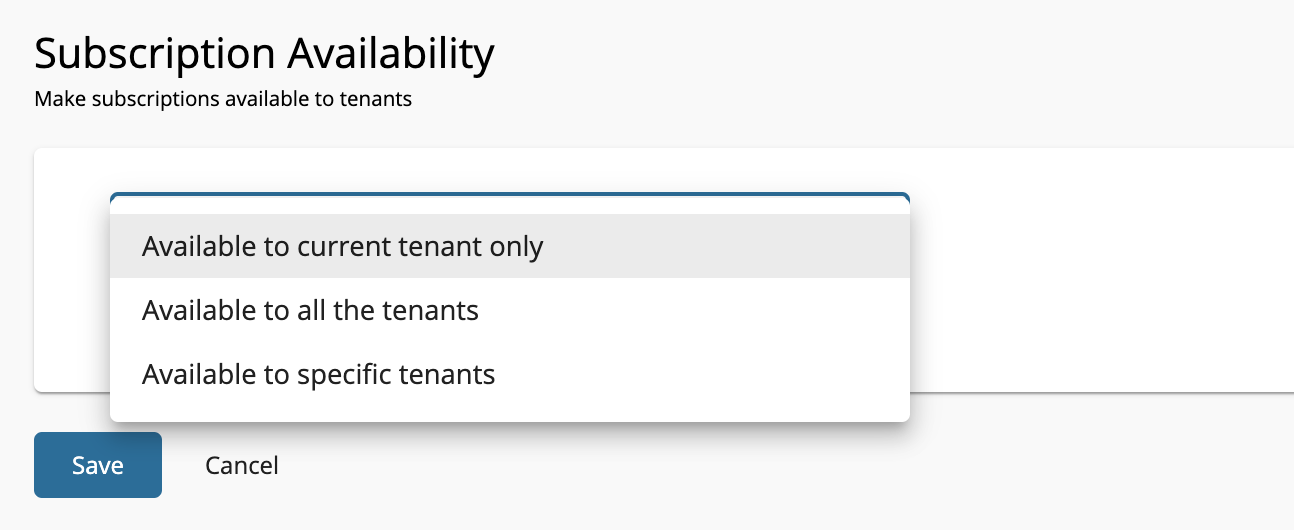 Subscription Availability
Make subscriptions available to tenants
Available to current tenant only
Available to all the tenants
Available to specific tenants
Save
Cancel